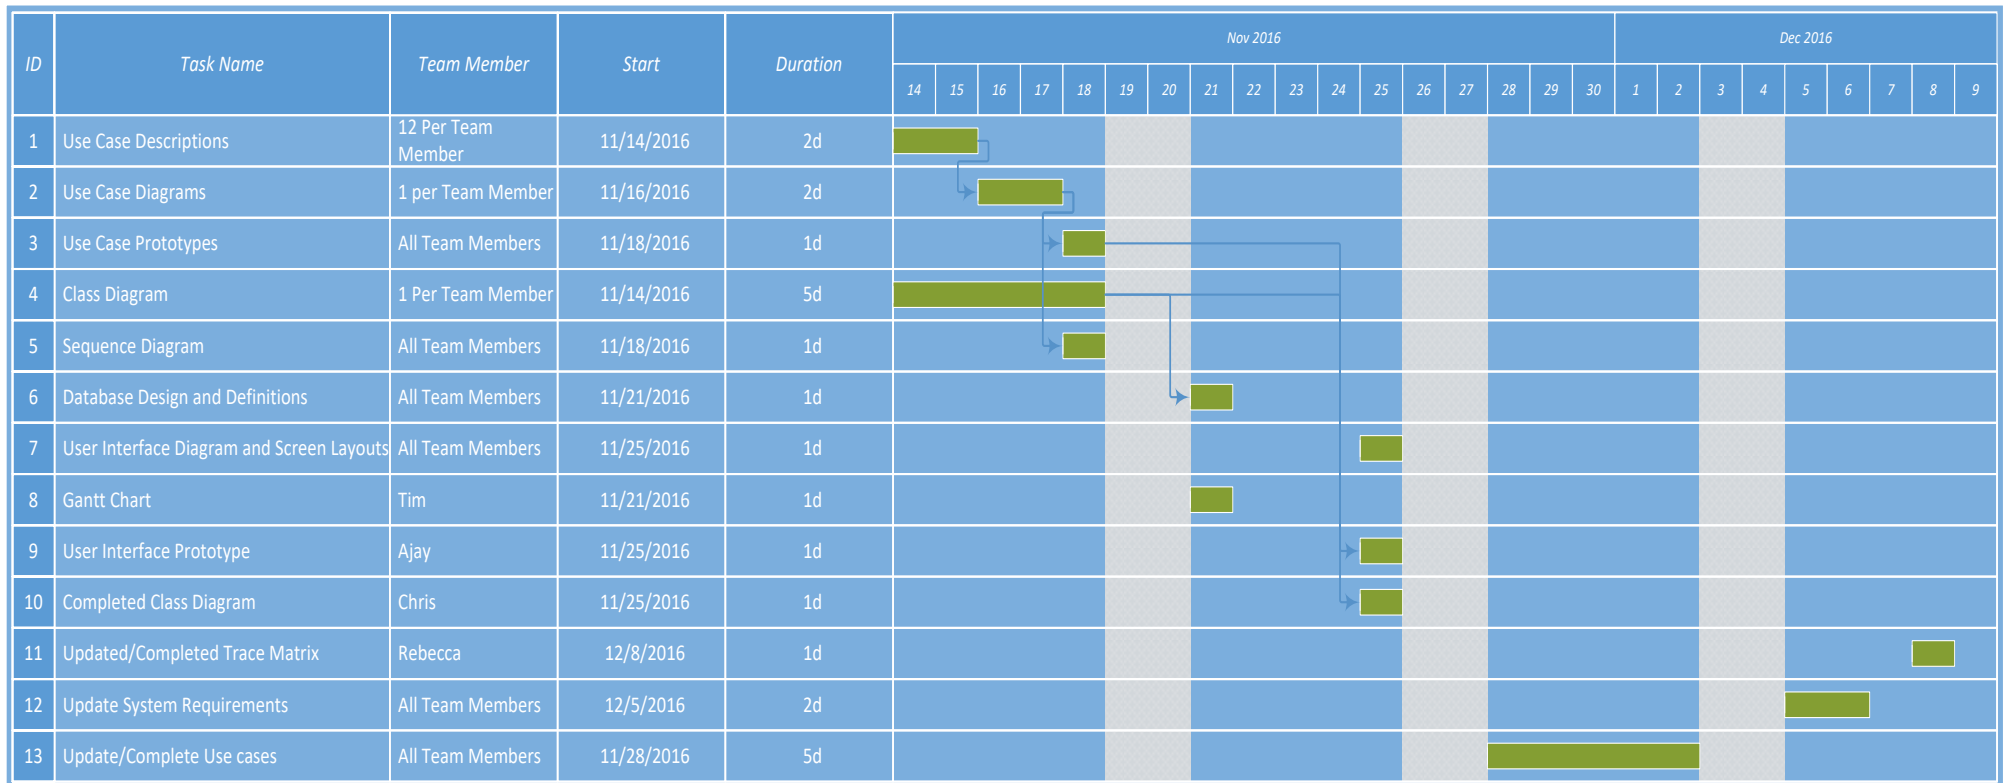 ID Task Name Team Member Start Duration Nov 2016 Dec 2016
14 15 16 17 18 19 20 21 22 23 24 25 26 27 28 29 30 1 2 3 4 5 6 7 8 9
1 Use Case Descriptions 12 Per Team Member 11/14/2016 2d
2 Use Case Diagrams 1 per Team Member 11/16/2016 2d
3 Use Case Prototypes All Team Members 11/18/2016 1d
4 Class Diagram 1 Per Team Member 11/14/2016 5d
5 Sequence Diagram All Team Members 11/18/2016 1d
6 Database Design and Definitions All Team Members 11/21/2016 1d
7 User Interface Diagram and Screen Layouts All Team Members 11/25/2016 1d
8 Gantt Chart Tim 11/21/2016 1d
9 User Interface Prototype Ajay 11/25/2016 1d
10 Completed Class Diagram Chris 11/25/2016 1d
11 Updated/Completed Trace Matrix Rebecca 12/8/2016 1d
12 Update System Requirements All Team Members 12/5/2016 2d
13 Update/Complete Use cases All Team Members 11/28/2016 5d